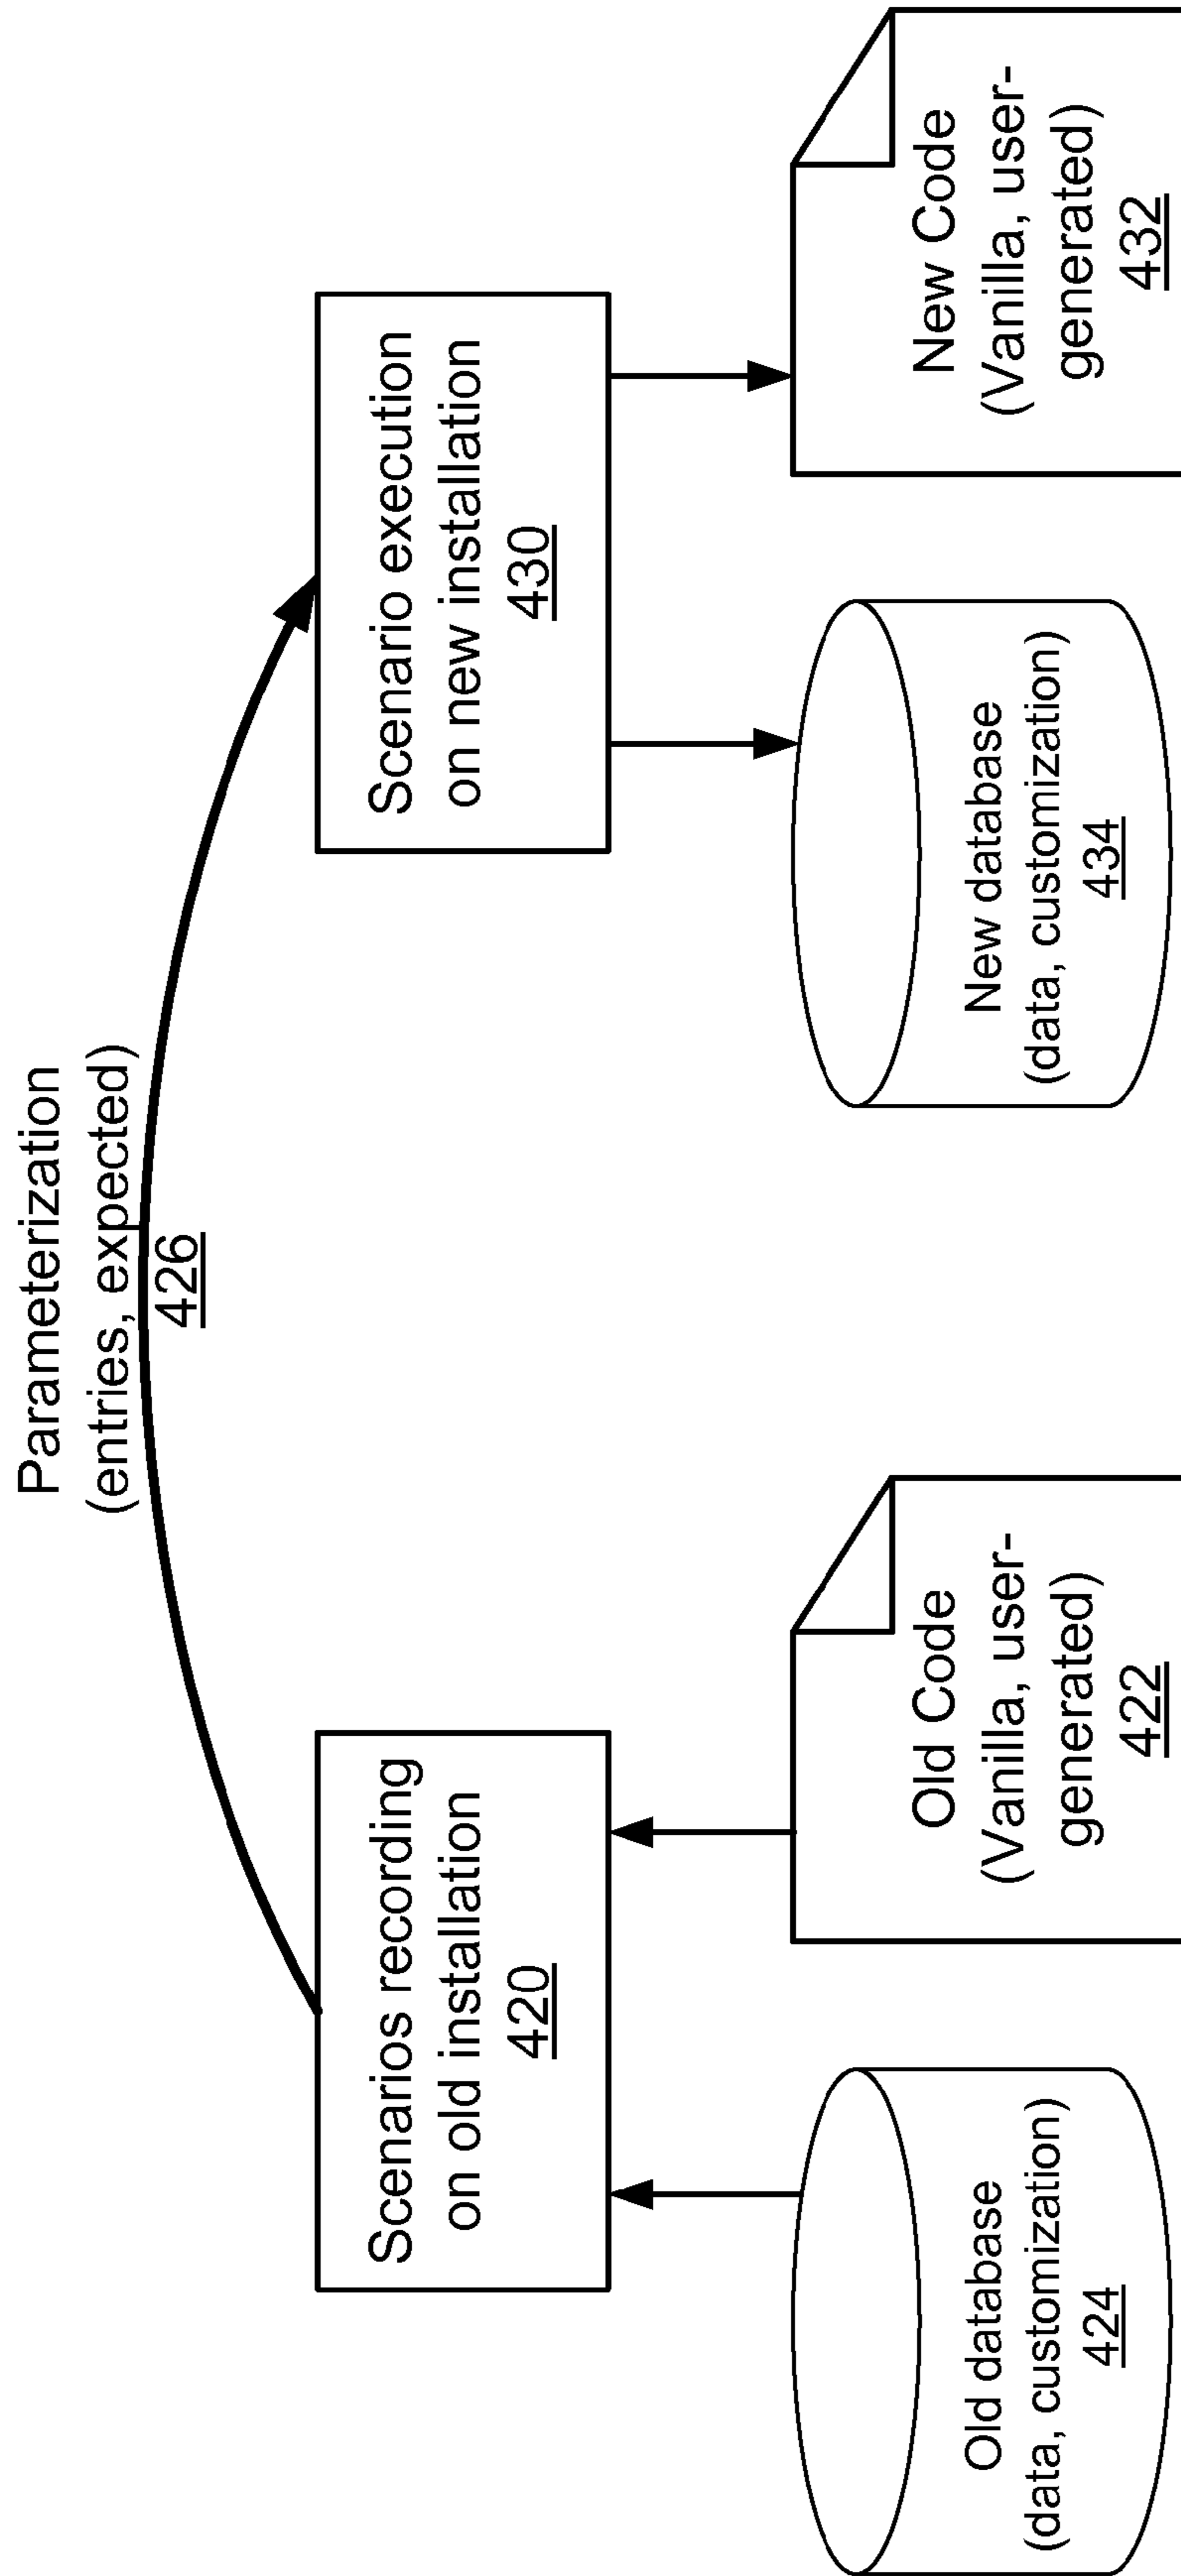 Parameterization
(entries, expected)
426
Scenarios recording
on old installation
420
Scenario execution
on new installation
430
Old database
(data, customization)
424
Old Code
(Vanilla, user-
generated)
422
New database
(data, customization)
434
New Code
(Vanilla, user-
generated)
432